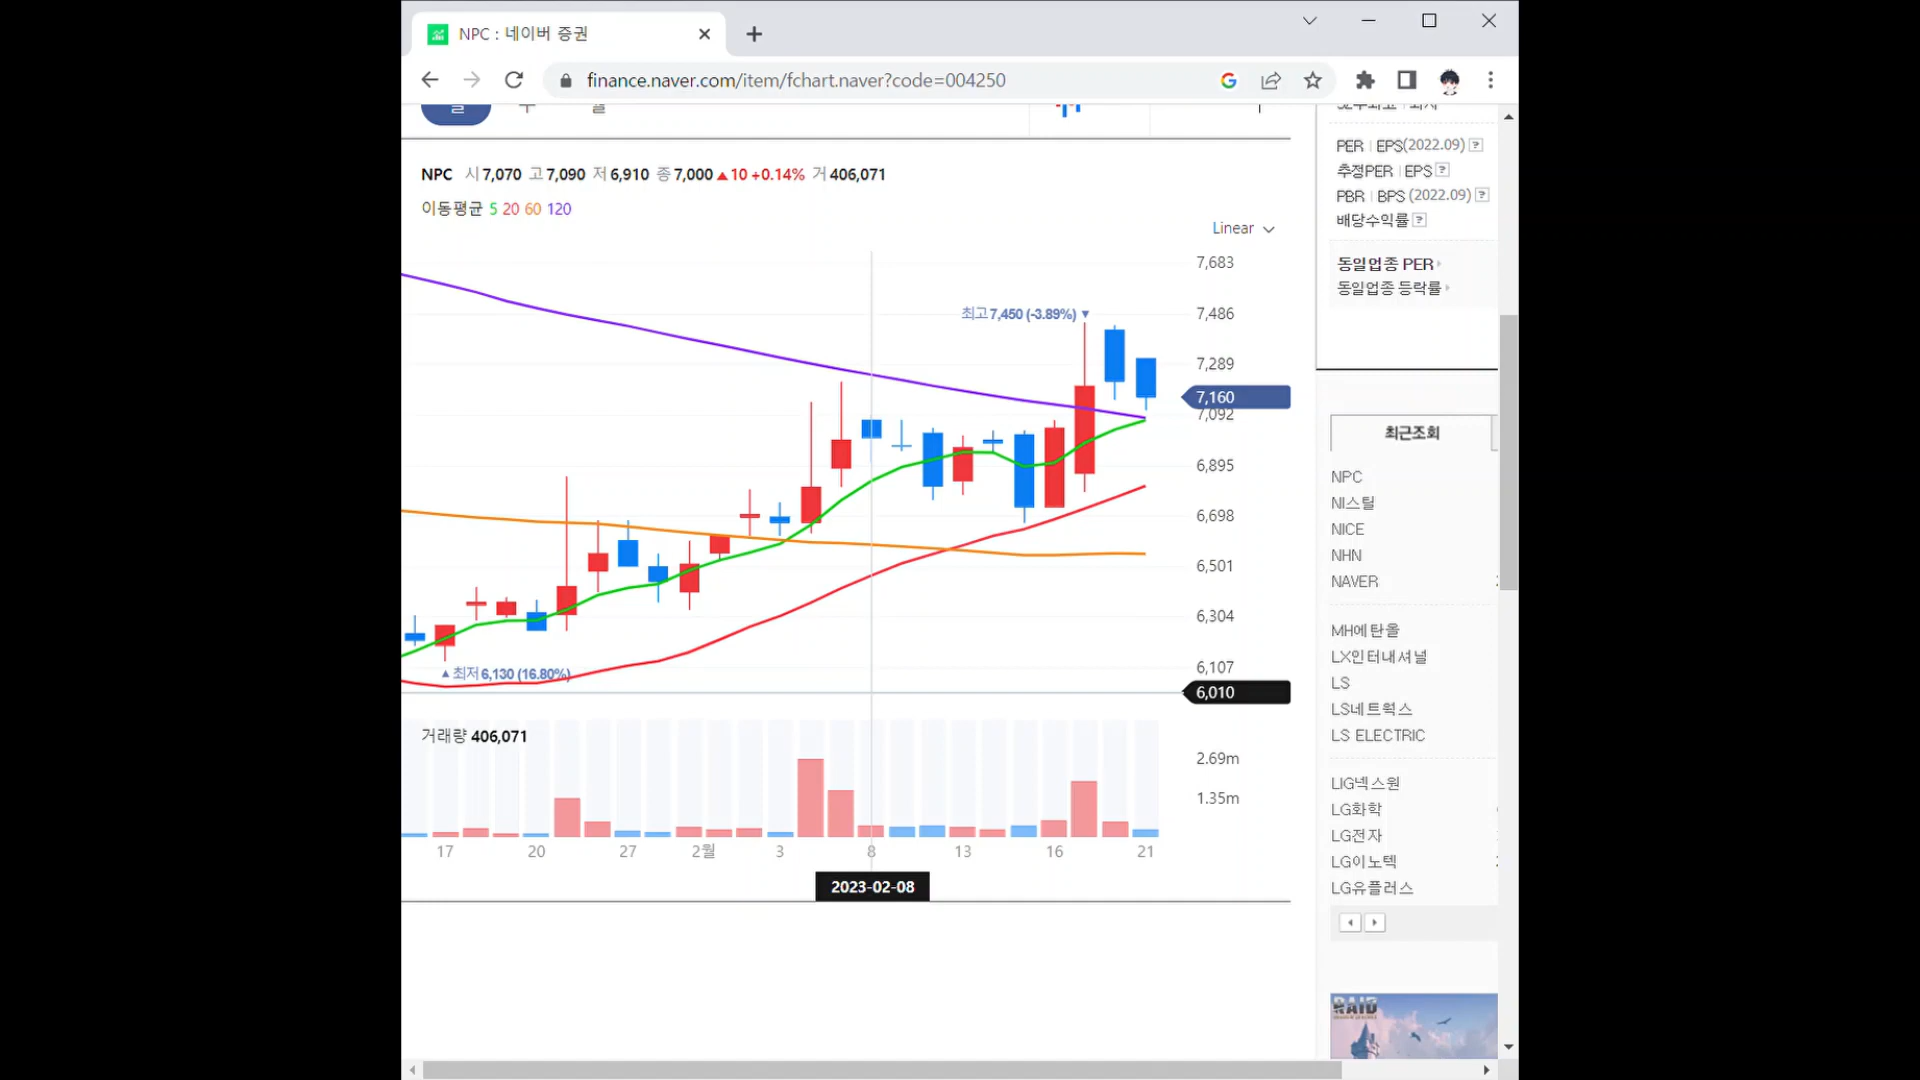 NPC : 네이버 증권
finance.naver.com/item/fchart.naver?code=004250
NPC 시 7,070 고 7,090 저 6,910 종 7,000 ▲10 +0.14% 거 406,071
이동평균 5 20 60 120
Linear
7,683
최고 7,450 (-3.89%) ▼
7,486
7,289
7,160
7,092
6,895
6,698
6,501
6,304
6,107
▲ 최저 6,130 (16.80%)
6,010
거래량 406,071
2.69m
1.35m
17 20 27 2월 3 8 13 16 21
2023-02-08
PER | EPS(2022.09) ?
추정PER | EPS ?
PBR | BPS (2022.09) ?
배당수익률 ?
동일업종 PER
동일업종 등락률
최근조회
NPC
NI스틸
NICE
NHN
NAVER
MH에탄올
LX인터내셔널
LS
LS네트웍스
LS ELECTRIC
LIG넥스원
LG화학
LG전자
LG이노텍
LG유플러스
RAID